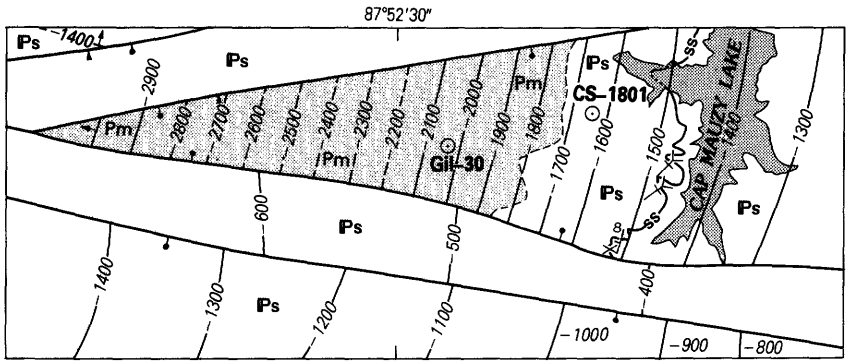 87°52′30″
-1400
ℙs
ℙs
2900
Pm
2800
2700
2600
2500
2400
2300
2200
2100
2000
1900
1800
Pm
Pm
Gil-30
ℙs
CS-1801
1700
1600
1500
ss
CAP MAUZY LAKE
1400
1300
ℙs
ℙs
ss
8
600
ℙs
500
400
-1400
-1300
ℙs
-1200
-1100
-1000
-900
-800